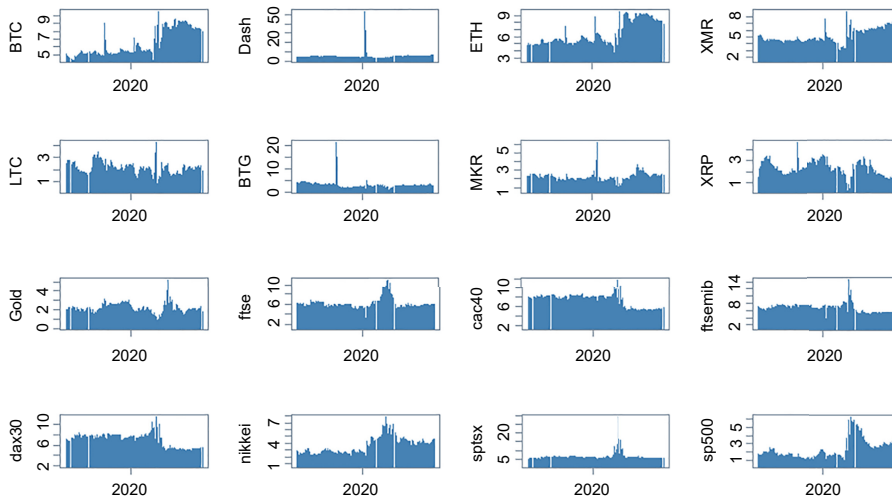 BTC
5 7 9
2020
Dash
0 20 50
2020
ETH
3 6 9
2020
XMR
2 5 8
2020
LTC
1 3
2020
BTG
0 10 20
2020
MKR
1 3 5
2020
XRP
1 3
2020
Gold
0 2 4
2020
ftse
2 6 10
2020
cac40
2 6 10
2020
ftsemib
2 8 14
2020
dax30
2 6 10
2020
nikkei
1 4 7
2020
sptsx
5 20
2020
sp500
1 3 5
2020